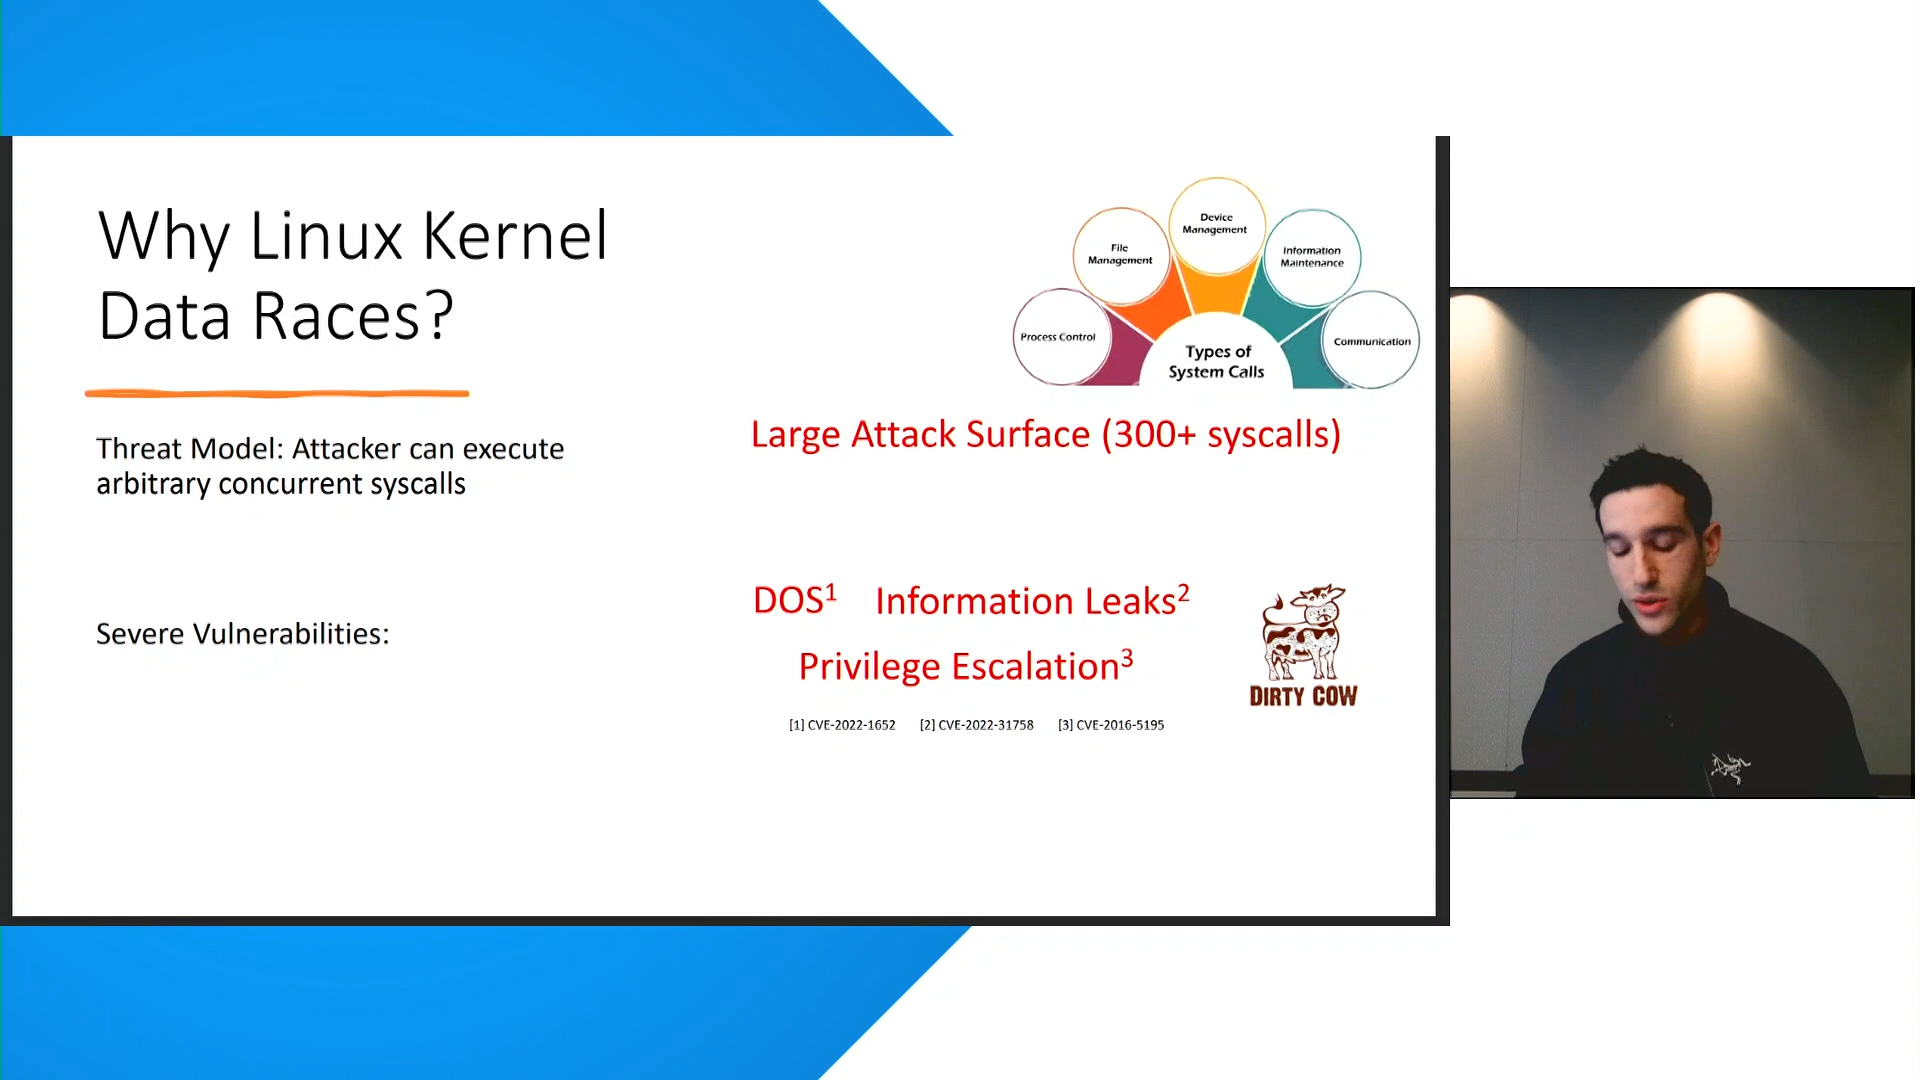 Why Linux Kernel
Data Races?
Device
Management
File
Management
Information
Maintenance
Process Control
Communication
Types of
System Calls
Threat Model: Attacker can execute
arbitrary concurrent syscalls
Large Attack Surface (300+ syscalls)
Severe Vulnerabilities:
DOS¹ Information Leaks²
Privilege Escalation³
DIRTY COW
[1] CVE-2022-1652 [2] CVE-2022-31758 [3] CVE-2016-5195